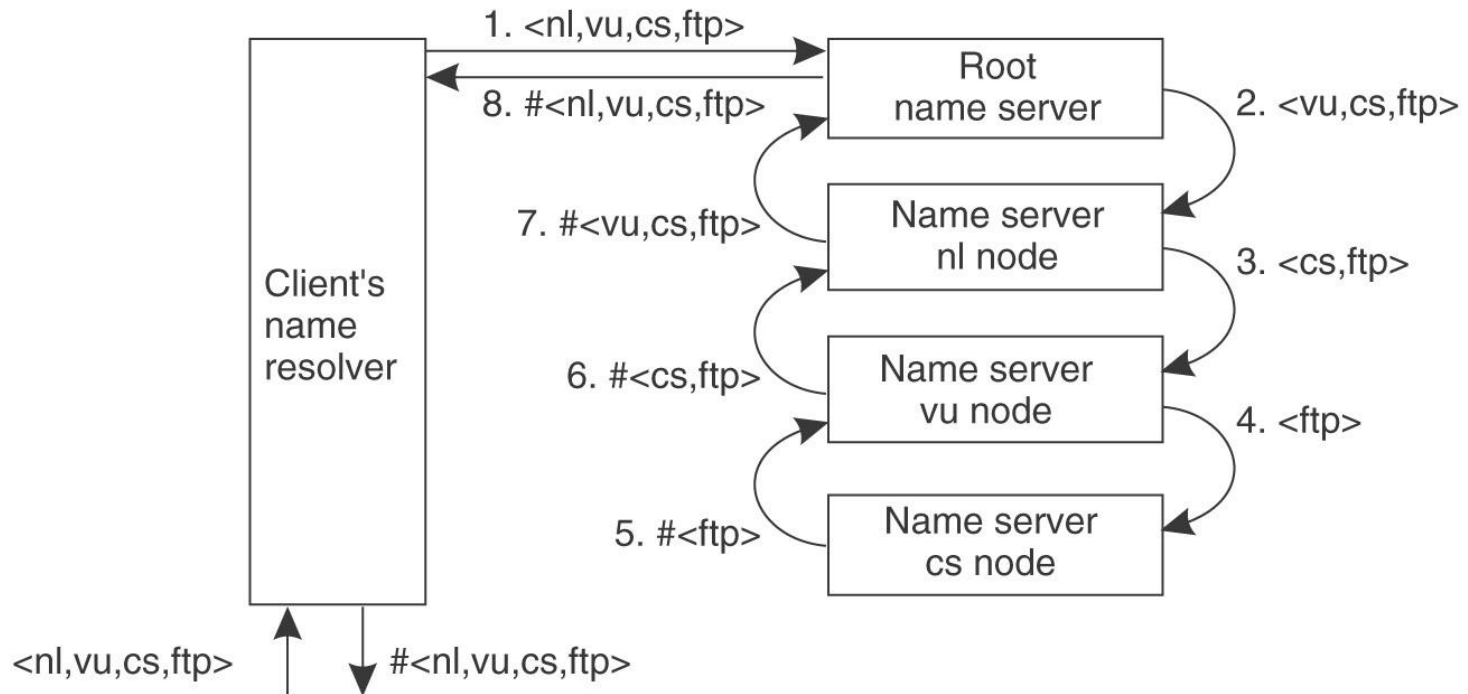 1. <nl,vu,cs,ftp>
Root
name server
8. #<nl,vu,cs,ftp>
2. <vu,cs,ftp>
Name server
nl node
7. #<vu,cs,ftp>
3. <cs,ftp>
Client's
name
resolver
Name server
vu node
6. #<cs,ftp>
4. <ftp>
Name server
cs node
5. #<ftp>
<nl,vu,cs,ftp>
#<nl,vu,cs,ftp>